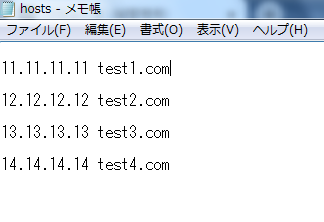 hosts - メモ帳
ファイル(F) 編集(E) 書式(O) 表示(V) ヘルプ(H)
11.11.11.11 test1.com
12.12.12.12 test2.com
13.13.13.13 test3.com
14.14.14.14 test4.com